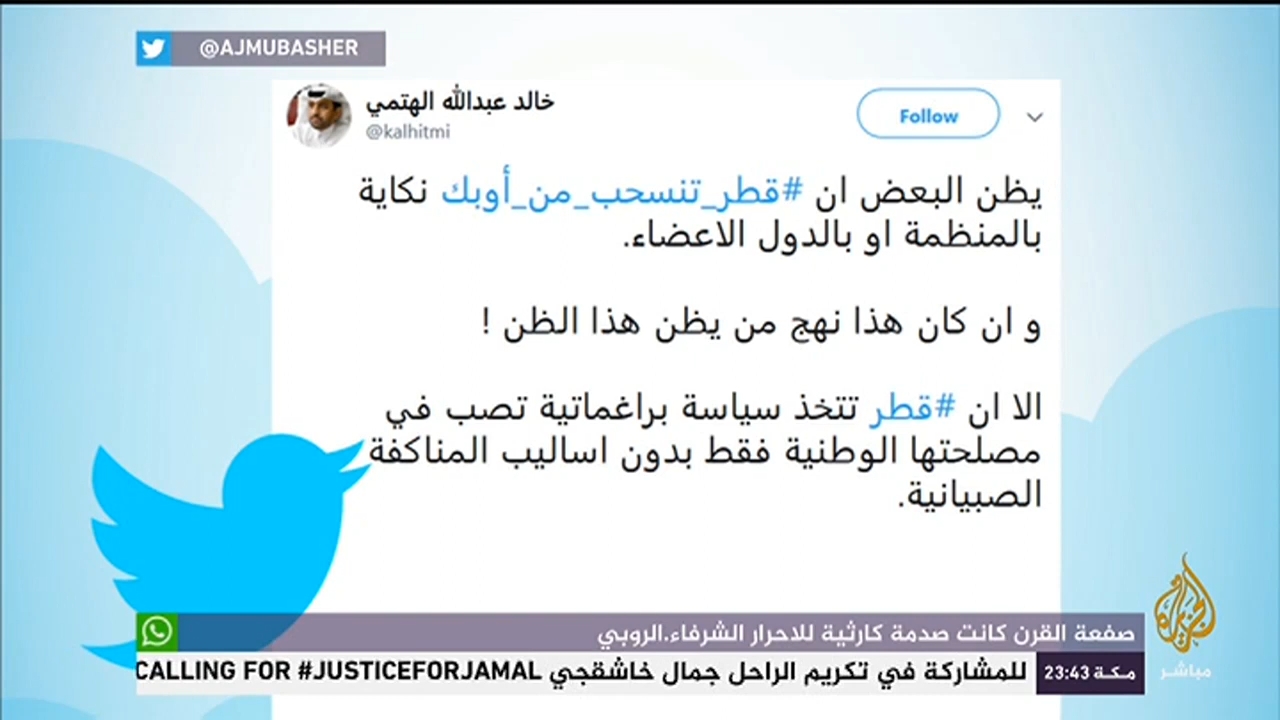 @AJMUBASHER
خالد عبدالله الهتمي
@kalhitmi
Follow
يظن البعض ان #قطر_تنسحب_من_أوبك نكاية
بالمنظمة او بالدول الاعضاء.
و ان كان هذا نهج من يظن هذا الظن !
الا ان #قطر تتخذ سياسة براغماتية تصب في
مصلحتها الوطنية فقط بدون اساليب المناكفة
الصبيانية.
صفعة القرن كانت صدمة كارثية للاحرار الشرفاء.الروبي
مكة 23:43
للمشاركة في تكريم الراحل جمال خاشقجي CALLING FOR #JUSTICEFORJAMAL
الجزيرة
مباشر